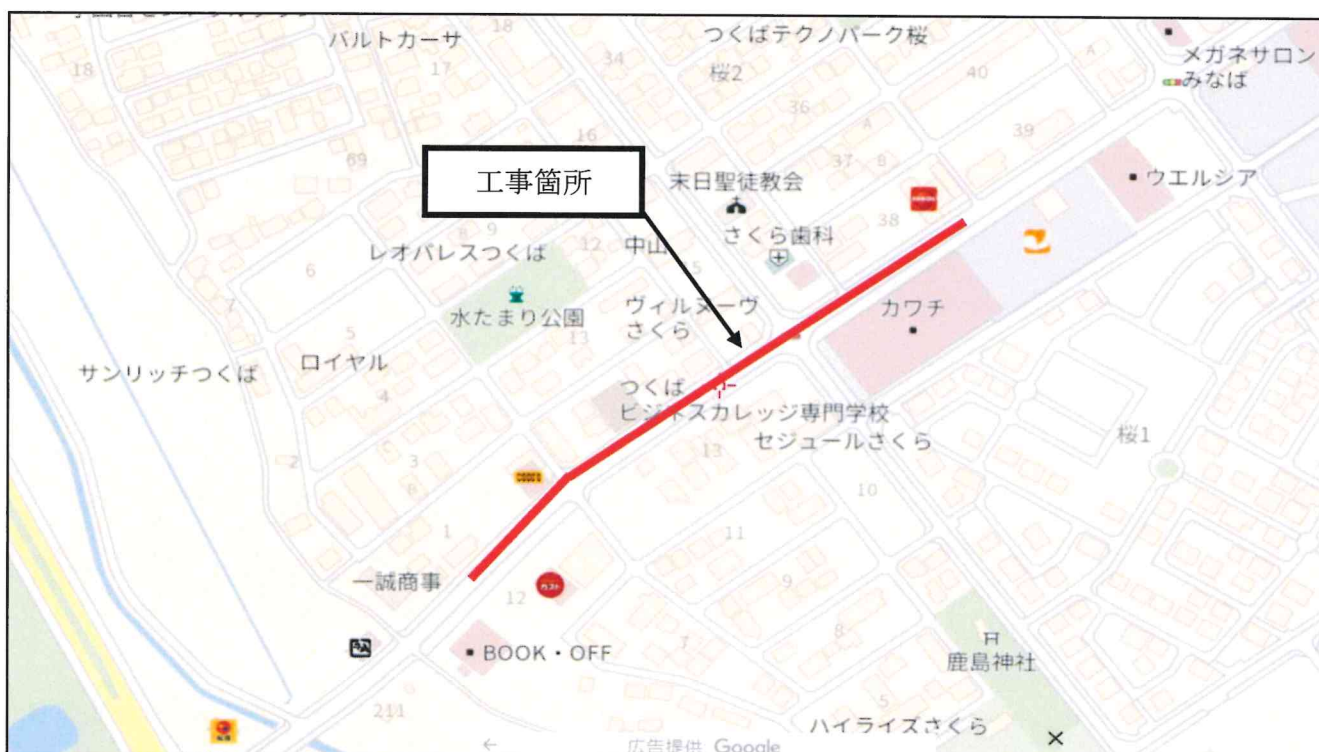 バルトカーサ
18
つくばテクノパーク桜
メガネサロン
みなば
A
18
17
34
桜2
40
36
A
16
39
69
工事箇所
末日聖徒教会
37
B
ウエルシア
38
さくら歯科
9
12
中山
15
レオパレスつくば
6
7
水たまり公園
ヴィルヌーヴ
さくら
カワチ
5
13
ロイヤル
サンリッチつくば
4
つくば
ビジネスカレッジ専門学校
セジュールさくら
13
桜1
C
3
2
B
COCO'S
10
1
11
一誠商事
12
ガスト
9
BOOK・OFF
7
8
鹿島神社
5
211
ハイライズさくら
広告提供 Google